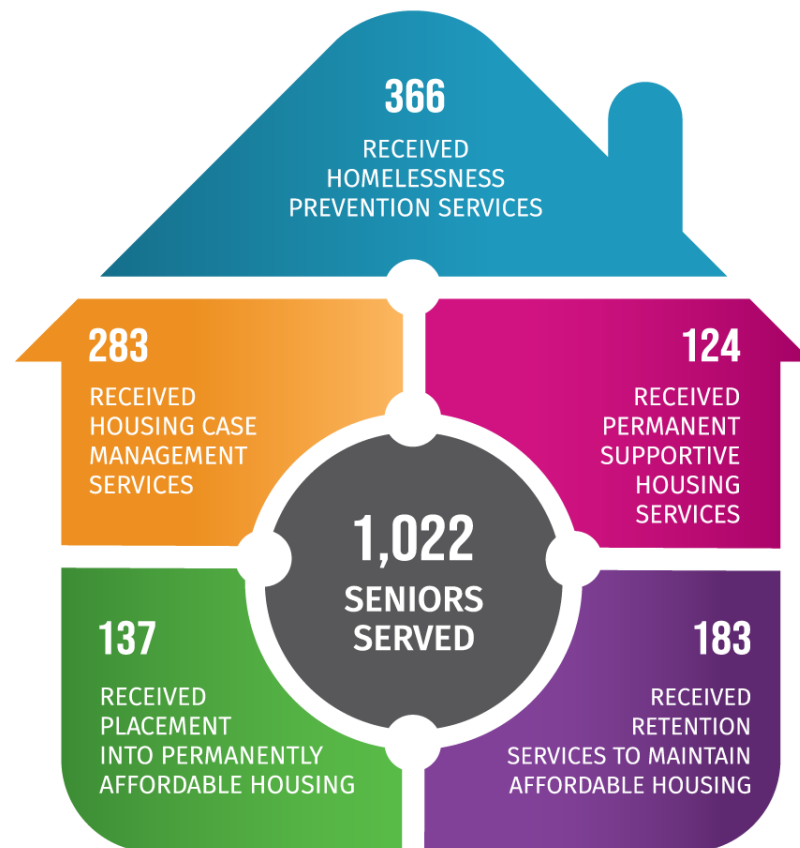 366
RECEIVED
HOMELESSNESS
PREVENTION SERVICES
283
RECEIVED
HOUSING CASE
MANAGEMENT
SERVICES
124
RECEIVED
PERMANENT
SUPPORTIVE
HOUSING
SERVICES
1,022
SENIORS
SERVED
137
RECEIVED
PLACEMENT
INTO PERMANENTLY
AFFORDABLE HOUSING
183
RECEIVED
RETENTION
SERVICES TO MAINTAIN
AFFORDABLE HOUSING